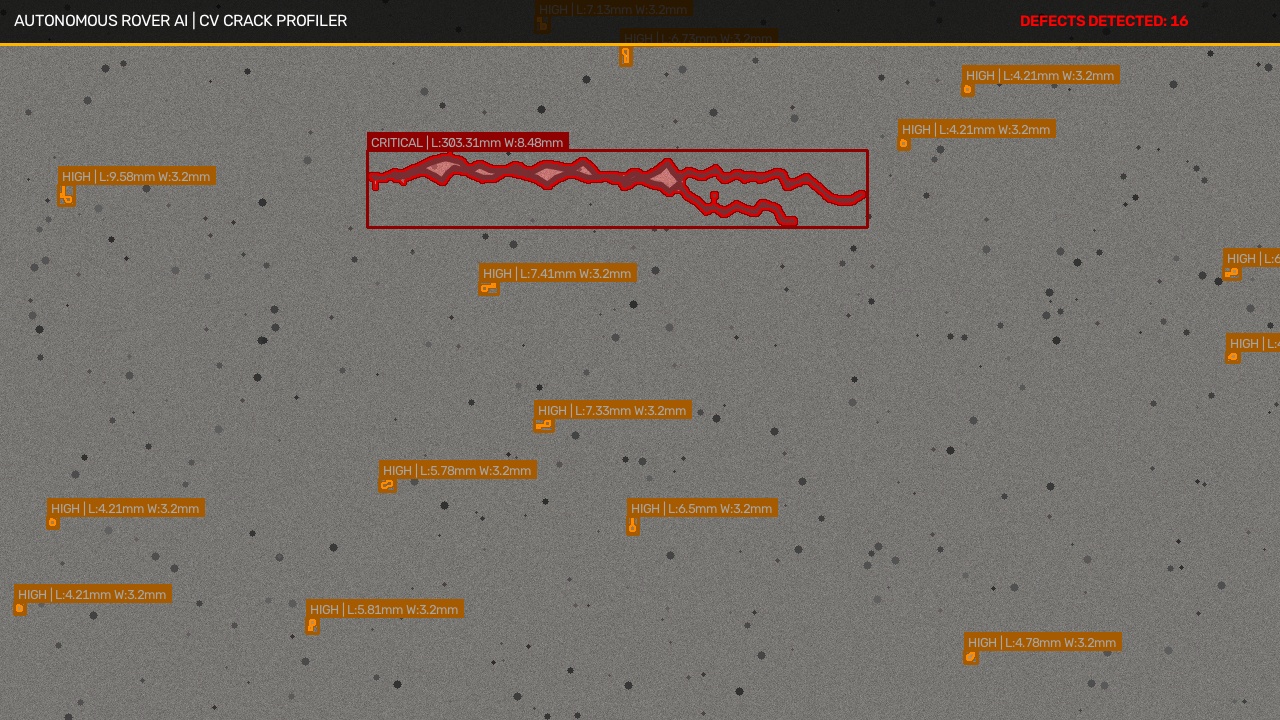 AUTONOMOUS ROVER AI | CV CRACK PROFILER
DEFECTS DETECTED: 16
HIGH | L:7.13mm W:3.2mm
HIGH | L:6.73mm W:3.2mm
HIGH | L:4.21mm W:3.2mm
HIGH | L:4.21mm W:3.2mm
CRITICAL | L:303.31mm W:8.48mm
HIGH | L:9.58mm W:3.2mm
HIGH | L:6
HIGH | L:7.41mm W:3.2mm
HIGH | L:4
HIGH | L:7.33mm W:3.2mm
HIGH | L:5.78mm W:3.2mm
HIGH | L:4.21mm W:3.2mm
HIGH | L:6.5mm W:3.2mm
HIGH | L:4.21mm W:3.2mm
HIGH | L:5.81mm W:3.2mm
HIGH | L:4.78mm W:3.2mm